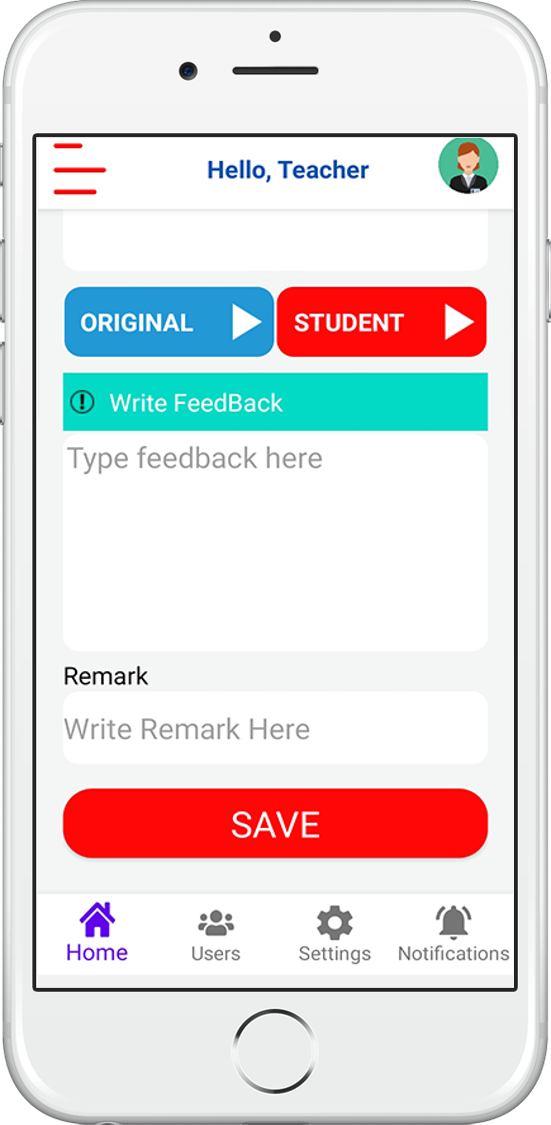 Hello, Teacher
ORIGINAL STUDENT
Write FeedBack
Type feedback here
Remark
Write Remark Here
SAVE
Home Users Settings Notifications